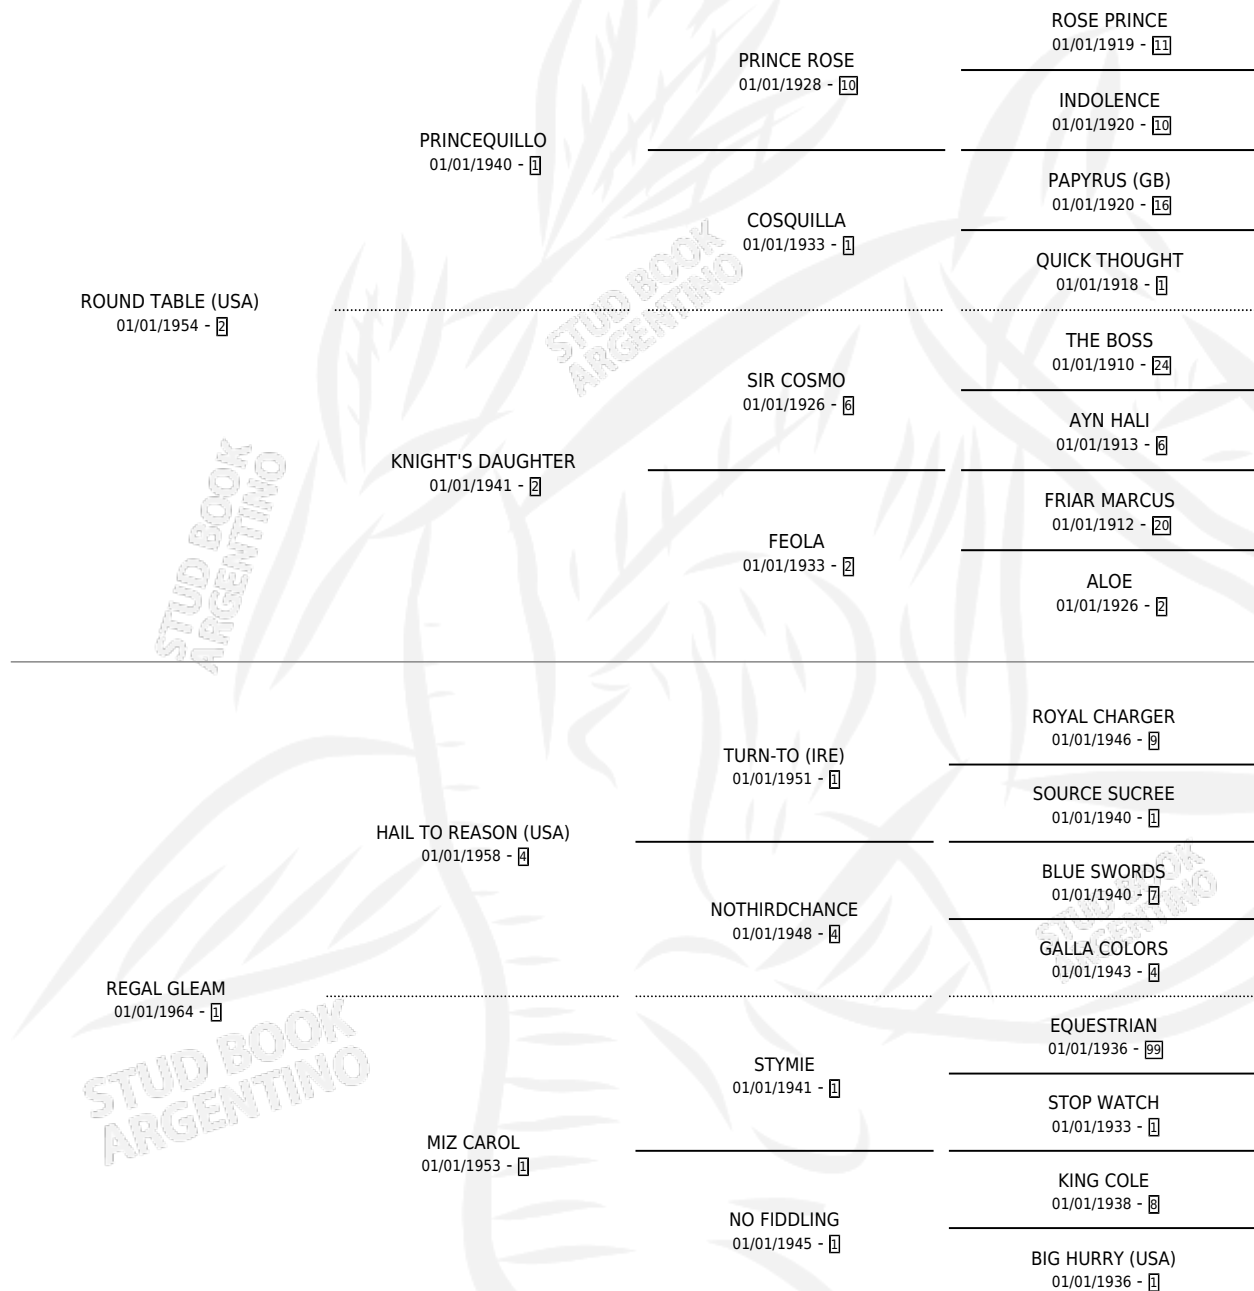 ROSE PRINCE
01/01/1919 - 11
PRINCE ROSE
01/01/1928 - 10
INDOLENCE
01/01/1920 - 10
PRINCEQUILLO
01/01/1940 - 1
PAPYRUS (GB)
01/01/1920 - 16
COSQUILLA
01/01/1933 - 1
QUICK THOUGHT
01/01/1918 - 1
ROUND TABLE (USA)
01/01/1954 - 2
STUD BOOK
ARGENTINO
THE BOSS
01/01/1910 - 24
SIR COSMO
01/01/1926 - 6
AYN HALI
01/01/1913 - 6
KNIGHT'S DAUGHTER
01/01/1941 - 2
FRIAR MARCUS
01/01/1912 - 20
FEOLA
01/01/1933 - 2
ALOE
01/01/1926 - 2
STUD BOOK
ARGENTINO
ROYAL CHARGER
01/01/1946 - 9
TURN-TO (IRE)
01/01/1951 - 1
SOURCE SUCREE
01/01/1940 - 1
HAIL TO REASON (USA)
01/01/1958 - 4
BLUE SWORDS
01/01/1940 - 7
NOTHIRDCHANCE
01/01/1948 - 4
STUD BOOK
ARGENTINO
GALLA COLORS
01/01/1943 - 4
REGAL GLEAM
01/01/1964 - 1
EQUESTRIAN
01/01/1936 - 99
STYMIE
01/01/1941 - 1
STUD BOOK
ARGENTINO
STOP WATCH
01/01/1933 - 1
MIZ CAROL
01/01/1953 - 1
KING COLE
01/01/1938 - 8
NO FIDDLING
01/01/1945 - 1
BIG HURRY (USA)
01/01/1936 - 1